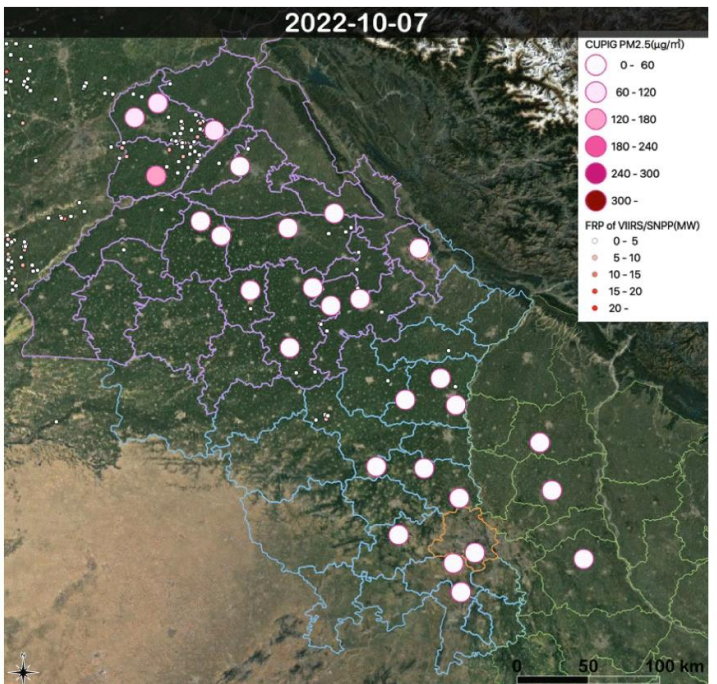 2022-10-07
CUPIG PM2.5(μg/㎥)
0 - 60
60 - 120
120 - 180
180 - 240
240 - 300
300 -
FRP of VIIRS/SNPP(MW)
0 - 5
5 - 10
10 - 15
15 - 20
20 -
0 50 100 km